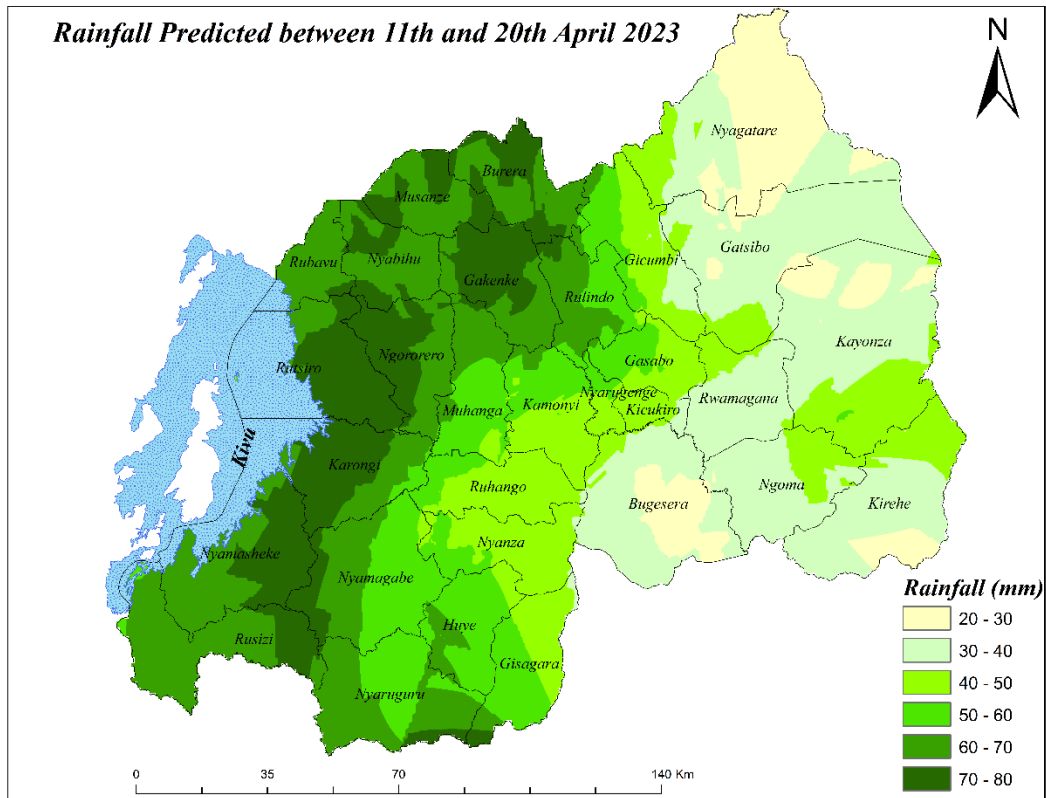 Rainfall Predicted between 11th and 20th April 2023
N
Nyagatare
Burera
Musanze
Gatsibo
Rubavu
Nyabihu
Gakenke
Gicumbi
Rulindo
Kayonza
Ngororero
Gasabo
Rutsiro
Nyarugenge
Rwamagana
Muhanga
Kamonyi
Kicukiro
Kivu
Karongi
Ruhango
Bugesera
Ngoma
Kirehe
Nyamasheke
Nyanza
Nyamagabe
Huye
Rusizi
Gisagara
Nyaruguru
Rainfall (mm)
20 - 30
30 - 40
40 - 50
50 - 60
60 - 70
70 - 80
0 35 70 140 Km